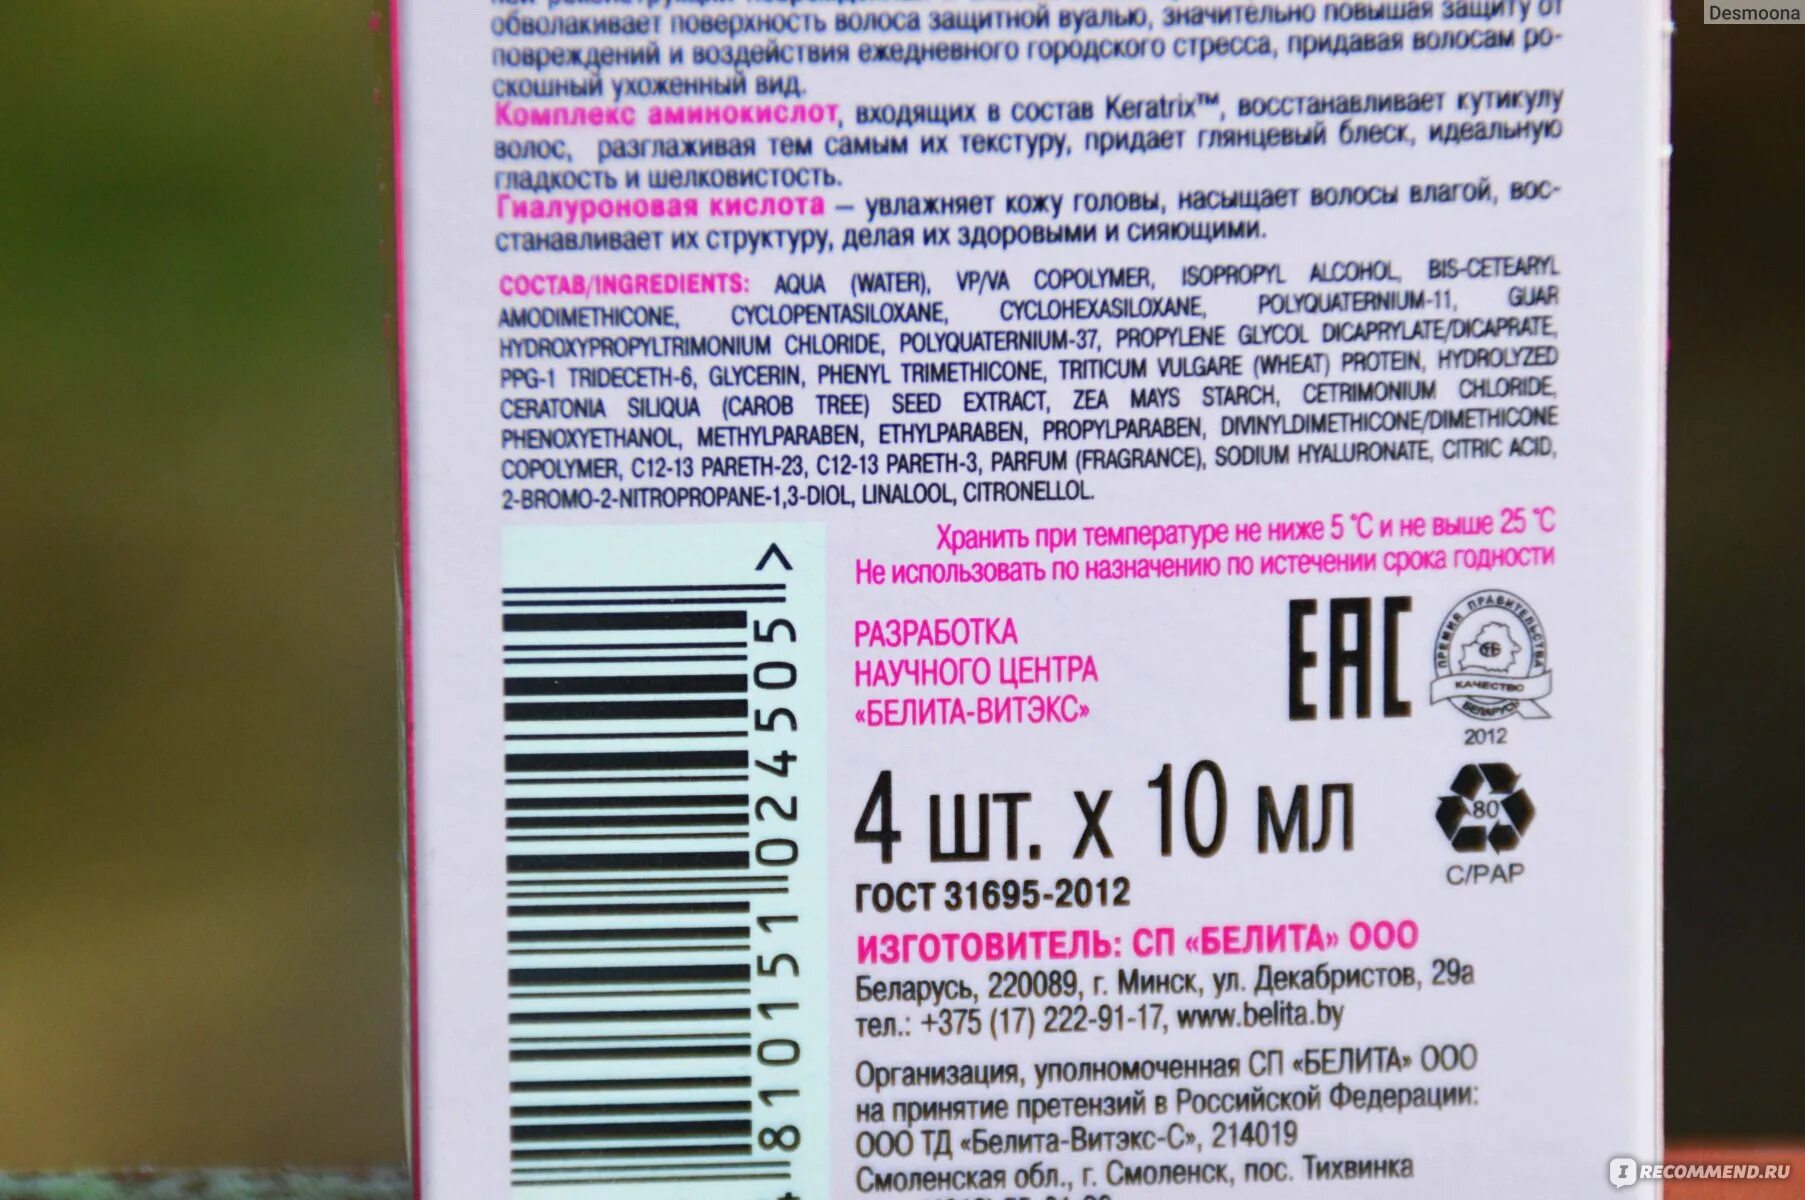 Desmoona
обволакивает поверхность волоса защитной вуалью, значительно повышая защиту от
повреждений и воздействия ежедневного городского стресса, придавая волосам ро-
скошный ухоженный вид.
Комплекс аминокислот, входящих в состав Keratrix™, восстанавливает кутикулу
волос, разглаживая тем самым их текстуру, придает глянцевый блеск, идеальную
гладкость и шелковистость.
Гиалуроновая кислота – увлажняет кожу головы, насыщает волосы влагой, вос-
станавливает их структуру, делая их здоровыми и сияющими.
СОСТАВ/INGREDIENTS: AQUA (WATER), VP/VA COPOLYMER, ISOPROPYL ALCOHOL, BIS-CETEARYL
AMODIMETHICONE, CYCLOPENTASILOXANE, CYCLOHEXASILOXANE, POLYQUATERNIUM-11, GUAR
HYDROXYPROPYLTRIMONIUM CHLORIDE, POLYQUATERNIUM-37, PROPYLENE GLYCOL DICAPRYLATE/DICAPRATE,
PPG-1 TRIDECETH-6, GLYCERIN, PHENYL TRIMETHICONE, TRITICUM VULGARE (WHEAT) PROTEIN, HYDROLYZED
CERATONIA SILIQUA (CAROB TREE) SEED EXTRACT, ZEA MAYS STARCH, CETRIMONIUM CHLORIDE,
PHENOXYETHANOL, METHYLPARABEN, ETHYLPARABEN, PROPYLPARABEN, DIVINYLDIMETHICONE/DIMETHICONE
COPOLYMER, C12-13 PARETH-23, C12-13 PARETH-3, PARFUM (FRAGRANCE), SODIUM HYALURONATE, CITRIC ACID,
2-BROMO-2-NITROPROPANE-1,3-DIOL, LINALOOL, CITRONELLOL.
Хранить при температуре не ниже 5 °С и не выше 25 °С
Не использовать по назначению по истечении срока годности
РАЗРАБОТКА
НАУЧНОГО ЦЕНТРА
«БЕЛИТА-ВИТЭКС»
EAC
ПРЕМИЯ ПРАВИТЕЛЬСТВА
КАЧЕСТВО
БЕЛАРУСЬ
2012
4 шт. x 10 мл
80
C/PAP
ГОСТ 31695-2012
ИЗГОТОВИТЕЛЬ: СП «БЕЛИТА» ООО
Беларусь, 220089, г. Минск, ул. Декабристов, 29а
тел.: +375 (17) 222-91-17, www.belita.by
Организация, уполномоченная СП «БЕЛИТА» ООО
на принятие претензий в Российской Федерации:
ООО ТД «Белита-Витэкс-С», 214019
Смоленская обл., г. Смоленск, пос. Тихвинка
4 810151 024505 >
IRECOMMEND.RU